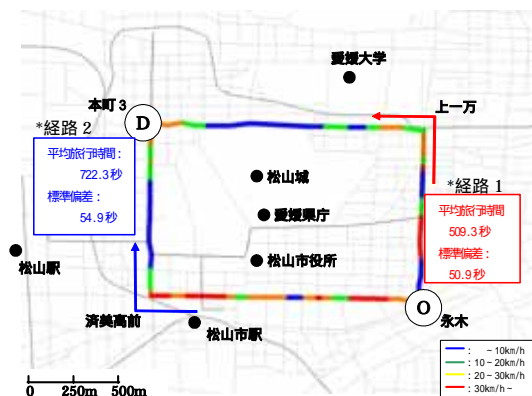 愛媛大学
本町３
上一万
D
*経路 2
平均旅行時間：
722.3 秒
標準偏差：
54.9 秒
松山城
*経路 1
愛媛県庁
平均旅行時間
509.3 秒
標準偏差：
50.9 秒
松山駅
松山市役所
O
永木
済美高前
松山市駅
： －10km/h
： 10－20km/h
： 20－30km/h
： 30km/h－
0 250m 500m